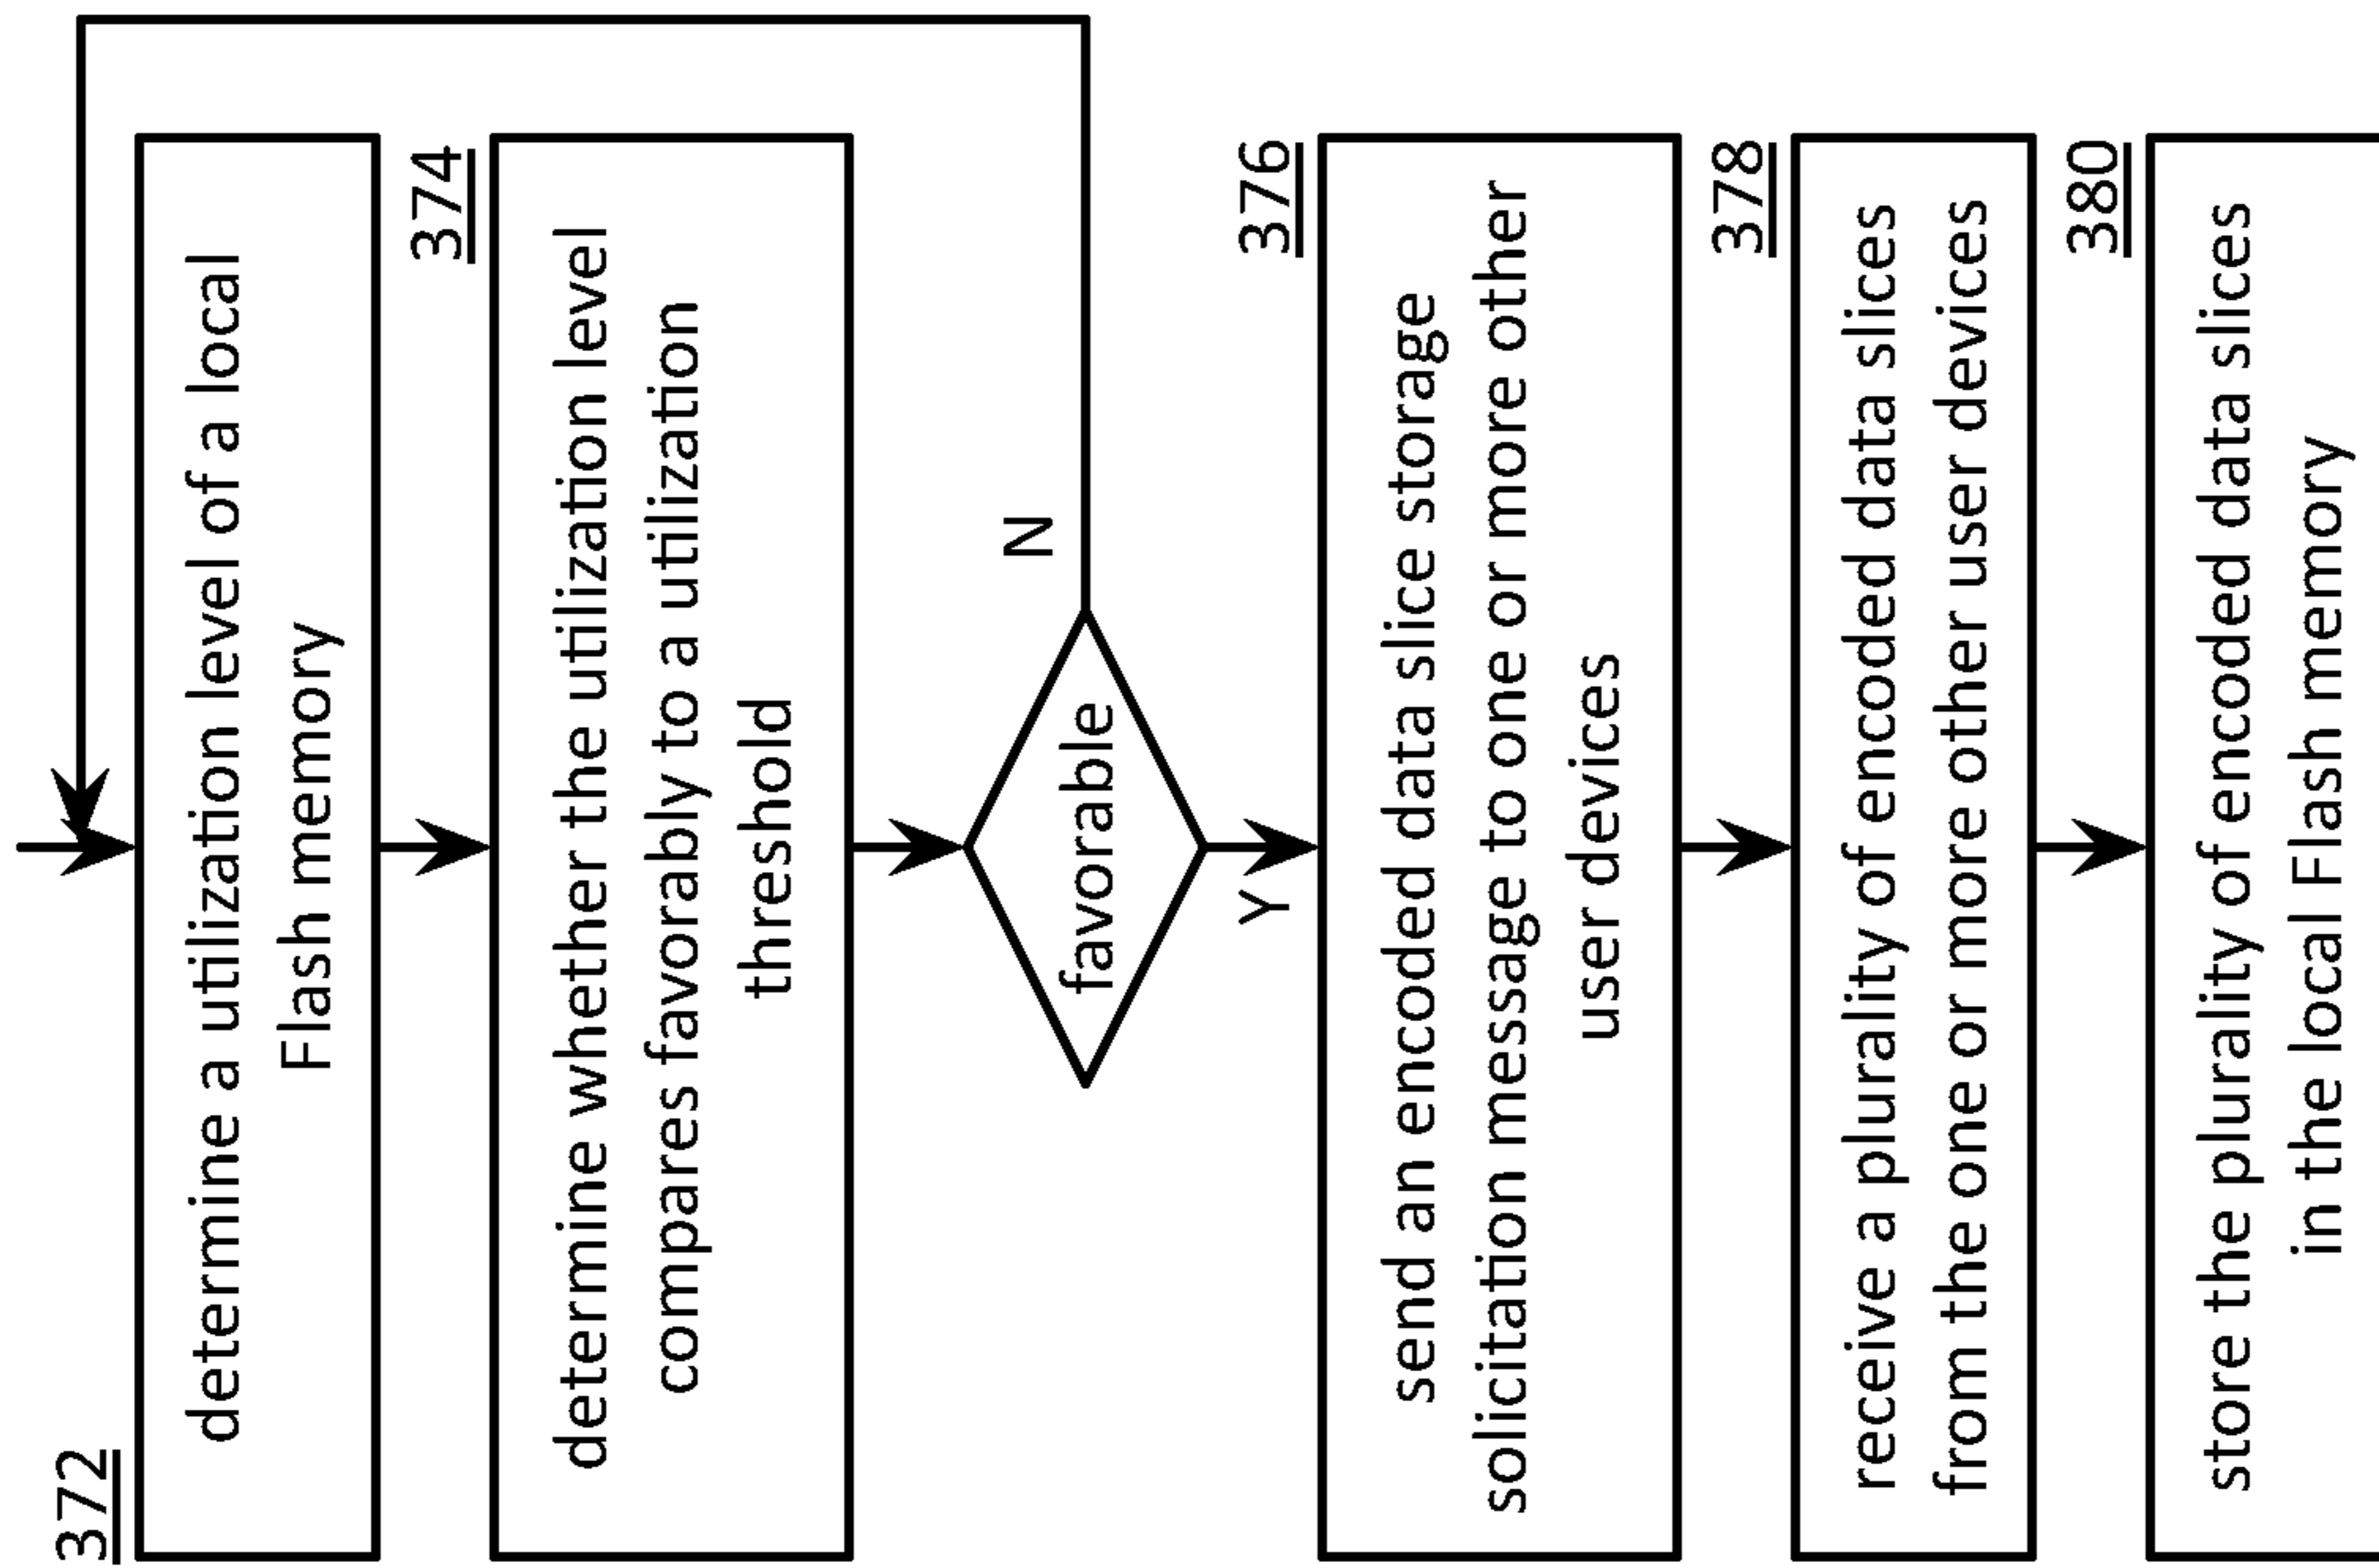 372
determine a utilization level of a local
Flash memory
374
determine whether the utilization level
compares favorably to a utilization
threshold
favorable
N
Y
376
send an encoded data slice storage
solicitation message to one or more other
user devices
378
receive a plurality of encoded data slices
from the one or more other user devices
380
store the plurality of encoded data slices
in the local Flash memory